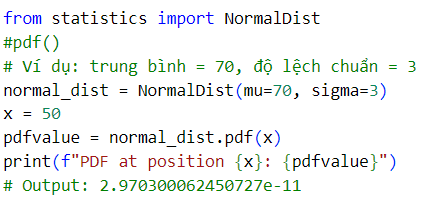 from statistics import NormalDist
#pdf()
# Ví dụ: trung bình = 70, độ lệch chuẩn = 3
normal_dist = NormalDist(mu=70, sigma=3)
x = 50
pdfvalue = normal_dist.pdf(x)
print(f"PDF at position {x}: {pdfvalue}")
# Output: 2.970300062450727e-11